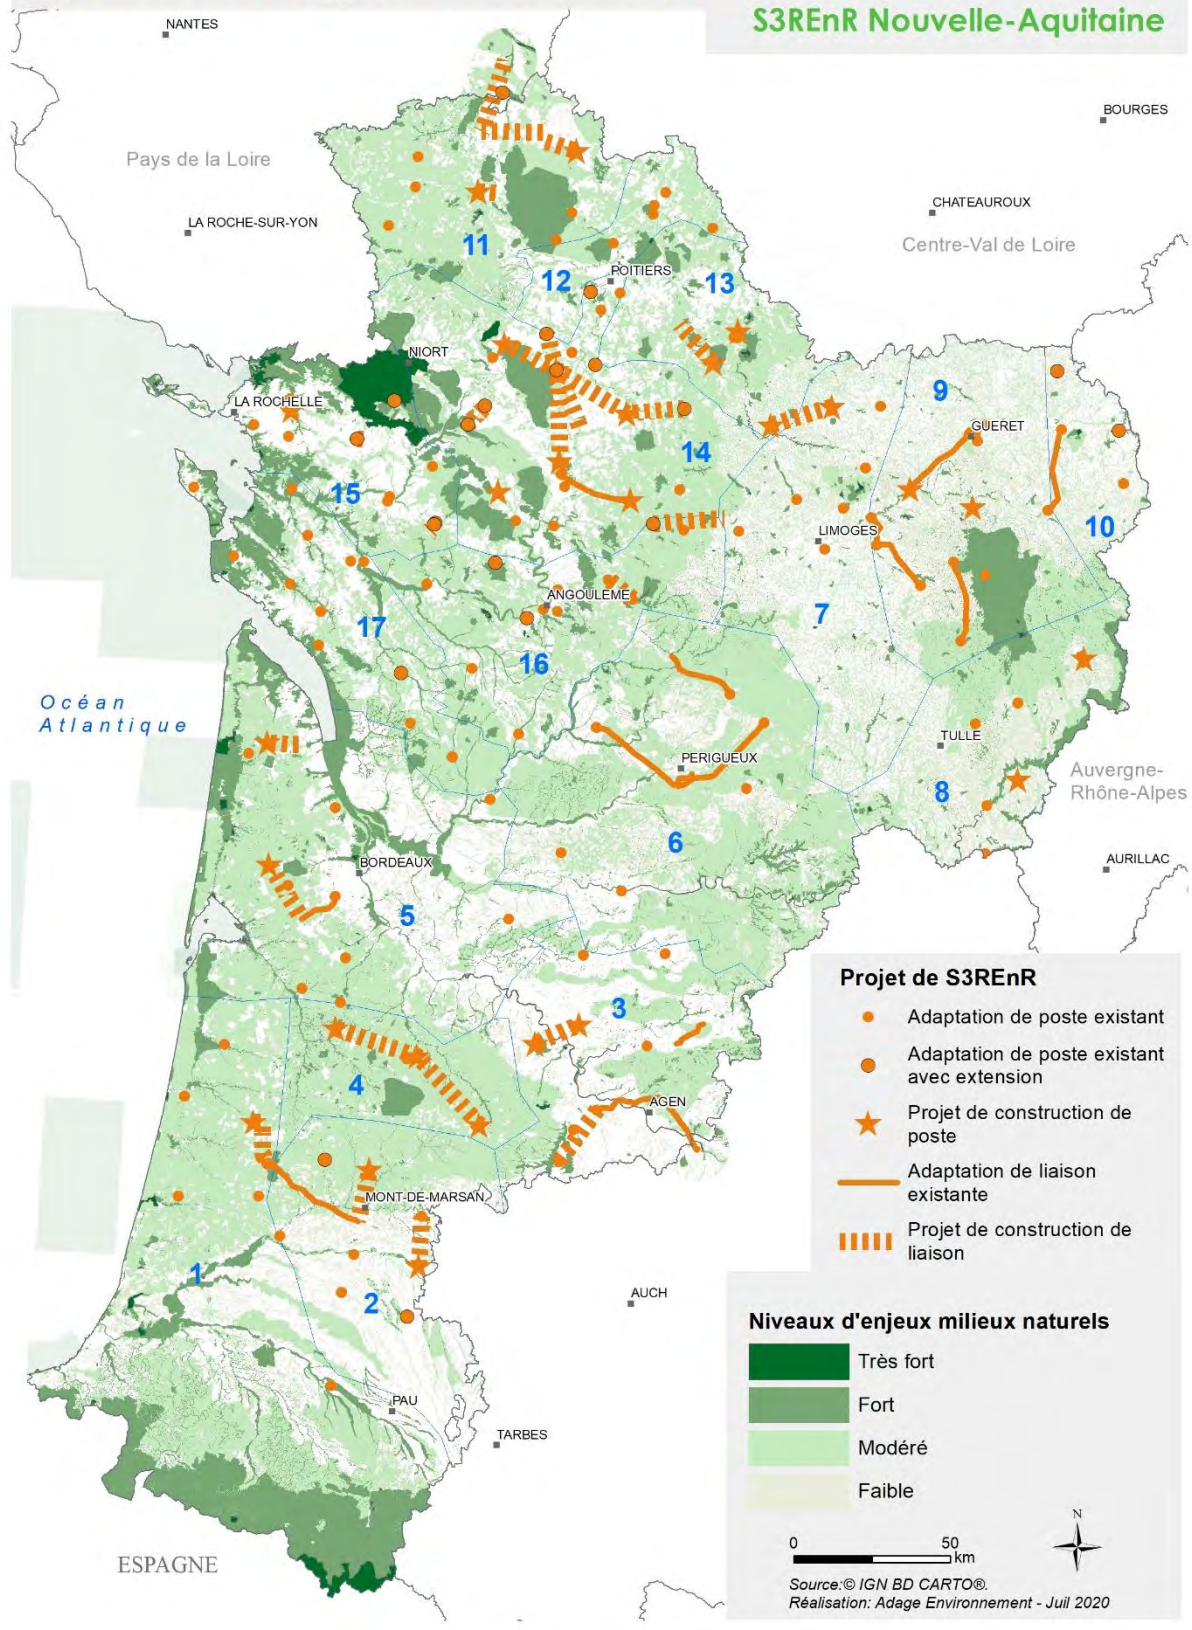 S3REnR Nouvelle-Aquitaine
NANTES
BOURGES
Pays de la Loire
CHATEAUROUX
LA ROCHE-SUR-YON
Centre-Val de Loire
11
12
POITIERS
13
NIORT
LA ROCHELLE
9
GUERET
14
15
10
LIMOGES
ANGOULEME
7
17
16
Océan
Atlantique
TULLE
PERIGUEUX
Auvergne-
Rhône-Alpes
8
6
BORDEAUX
AURILLAC
5
3
4
AGEN
MONT-DE-MARSAN
1
2
AUCH
PAU
TARBES
ESPAGNE
Projet de S3REnR
Adaptation de poste existant
Adaptation de poste existant
avec extension
Projet de construction de
poste
Adaptation de liaison
existante
Projet de construction de
liaison
Niveaux d'enjeux milieux naturels
Très fort
Fort
Modéré
Faible
N
0 50
km
Source:© IGN BD CARTO®.
Réalisation: Adage Environnement - Juil 2020